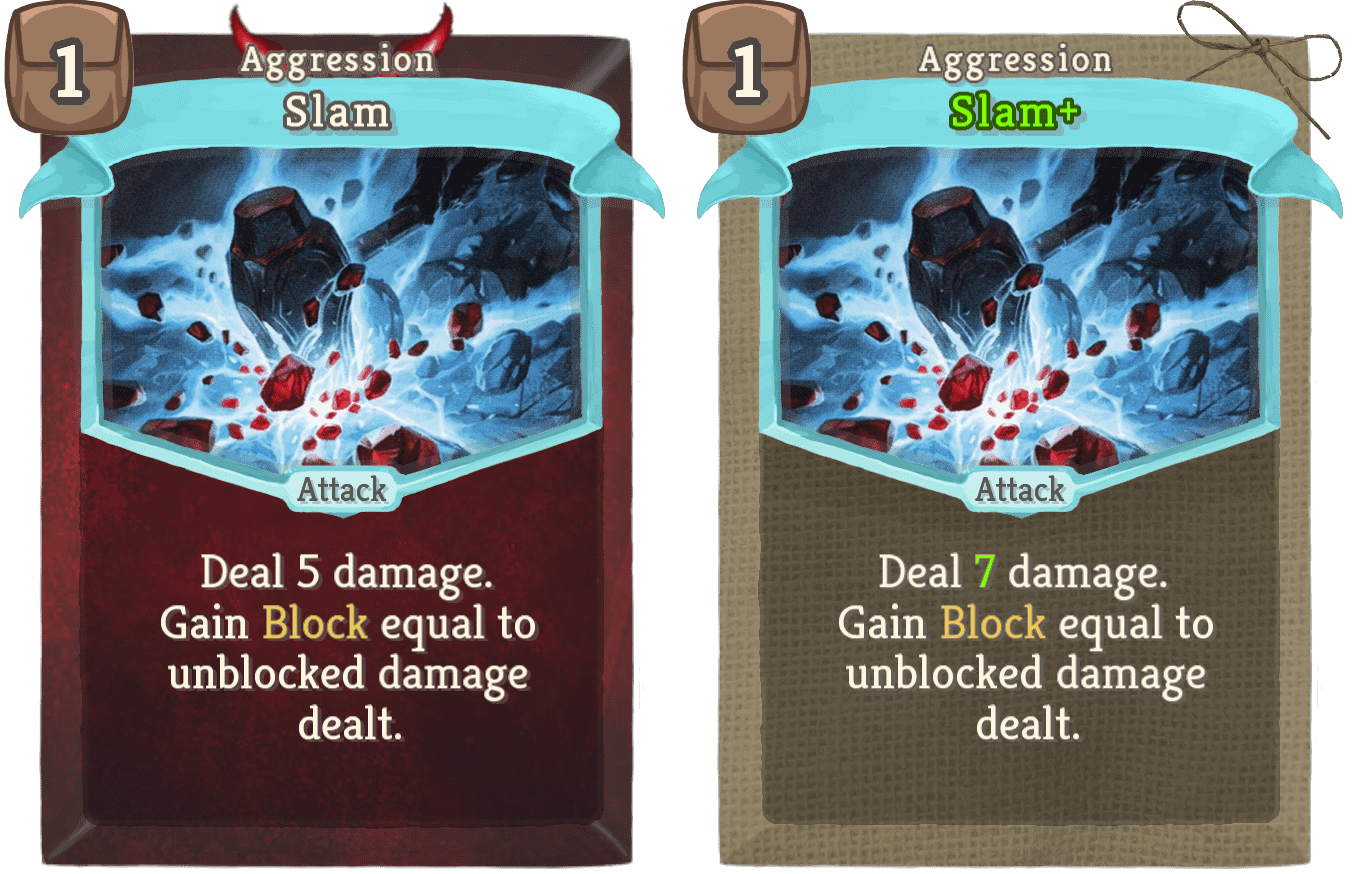 1
Aggression
Slam
Attack
Deal 5 damage.
Gain Block equal to
unblocked damage
dealt.
1
Aggression
Slam+
Attack
Deal 7 damage.
Gain Block equal to
unblocked damage
dealt.